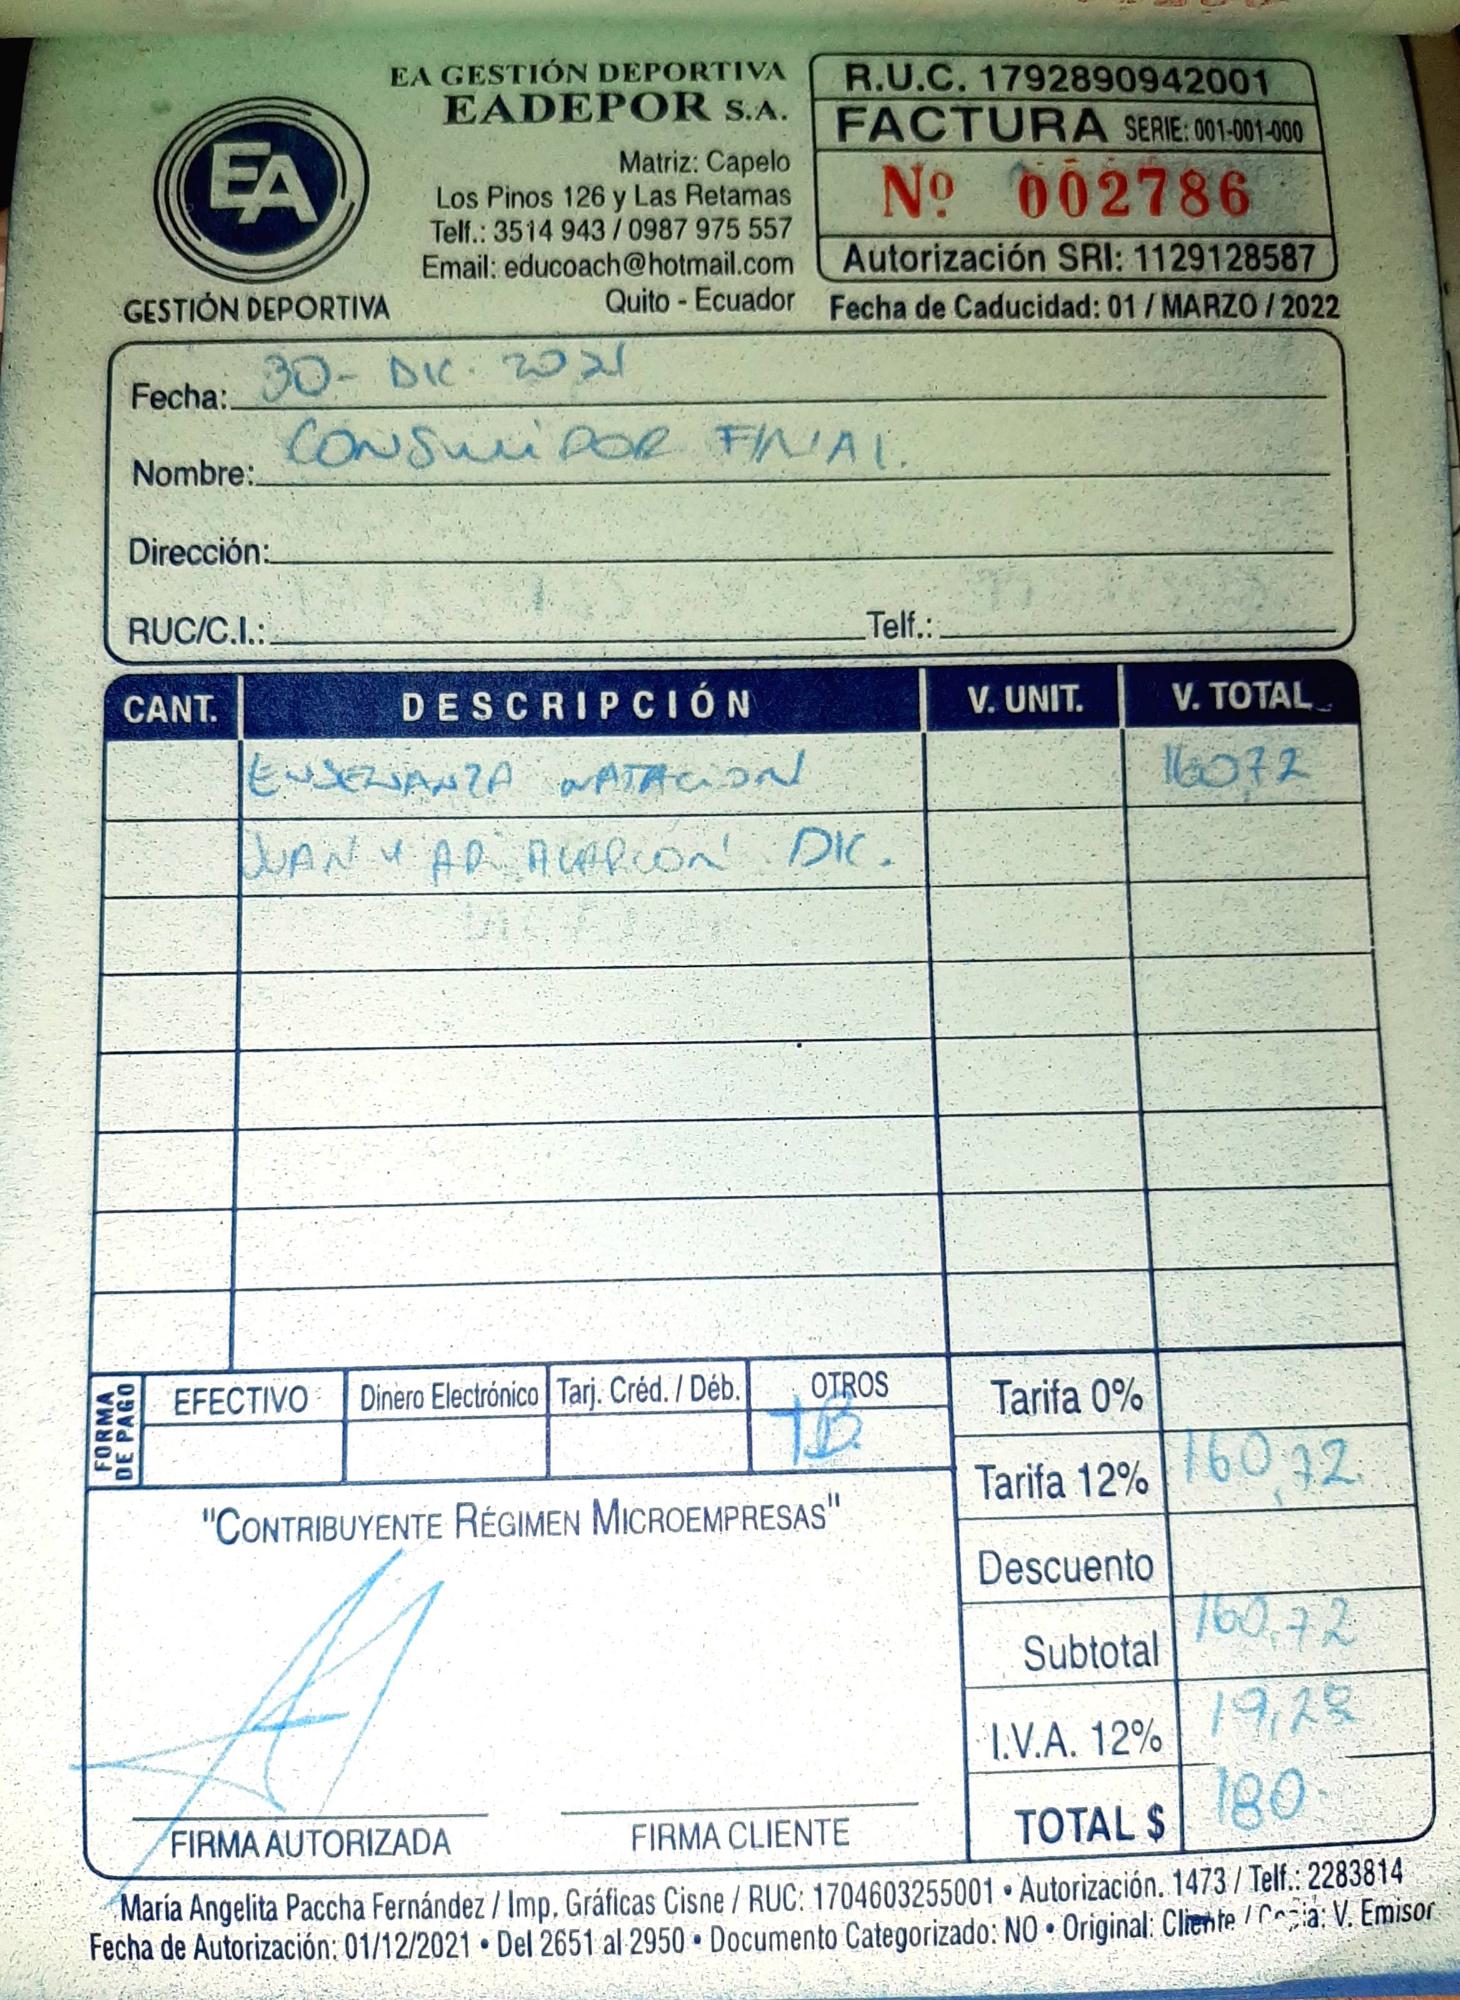 EA GESTIÓN DEPORTIVA
EADEPOR S.A.
EA
GESTIÓN DEPORTIVA
Matriz: Capelo
Los Pinos 126 y Las Retamas
Telf.: 3514 943 / 0987 975 557
Email: educoach@hotmail.com
Quito - Ecuador
R.U.C. 1792890942001
FACTURA SERIE: 001-001-000
Nº 002786
Autorización SRI: 1129128587
Fecha de Caducidad: 01 / MARZO / 2022
Fecha: 30- DIC. 2021
Nombre: CONSUMIDOR FINAL.
Dirección:
RUC/C.I.: Telf.:
CANT. DESCRIPCIÓN V. UNIT. V. TOTAL
ENSENANZA NATACION 160,72
JUAN Y ALARCON DIC.
FORMA DE PAGO
EFECTIVO Dinero Electrónico Tarj. Créd. / Déb. OTROS
TB.
Tarifa 0%
Tarifa 12% 160,72
Descuento
Subtotal 160,72
I.V.A. 12% 19,28
TOTAL $ 180
"CONTRIBUYENTE RÉGIMEN MICROEMPRESAS"
FIRMA AUTORIZADA FIRMA CLIENTE
María Angelita Paccha Fernández / Imp. Gráficas Cisne / RUC: 1704603255001 • Autorización. 1473 / Telf.: 2283814
Fecha de Autorización: 01/12/2021 • Del 2651 al 2950 • Documento Categorizado: NO • Original: Cliente / Copia: V. Emisor